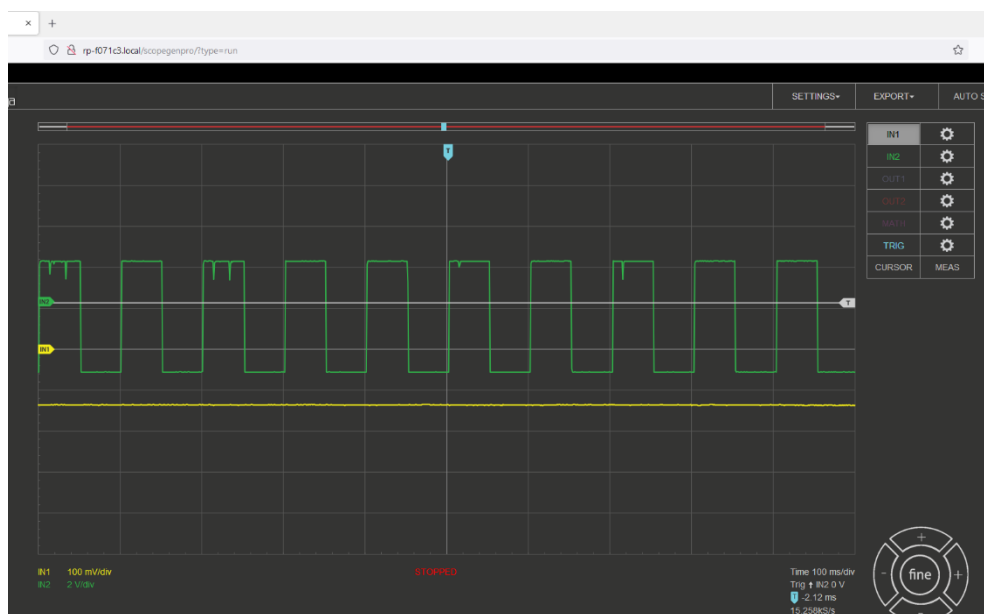 × +
rp-f071c3.local/scopegenpro/?type=run
SETTINGS EXPORT AUTO S
T
IN1
IN2
OUT1
OUT2
MATH
TRIG
CURSOR MEAS
IN2
T
IN1
IN1 100 mV/div
IN2 2 V/div
STOPPED
Time 100 ms/div
Trig IN2 0 V
T -2.12 ms
15.258kS/s
+
- fine +